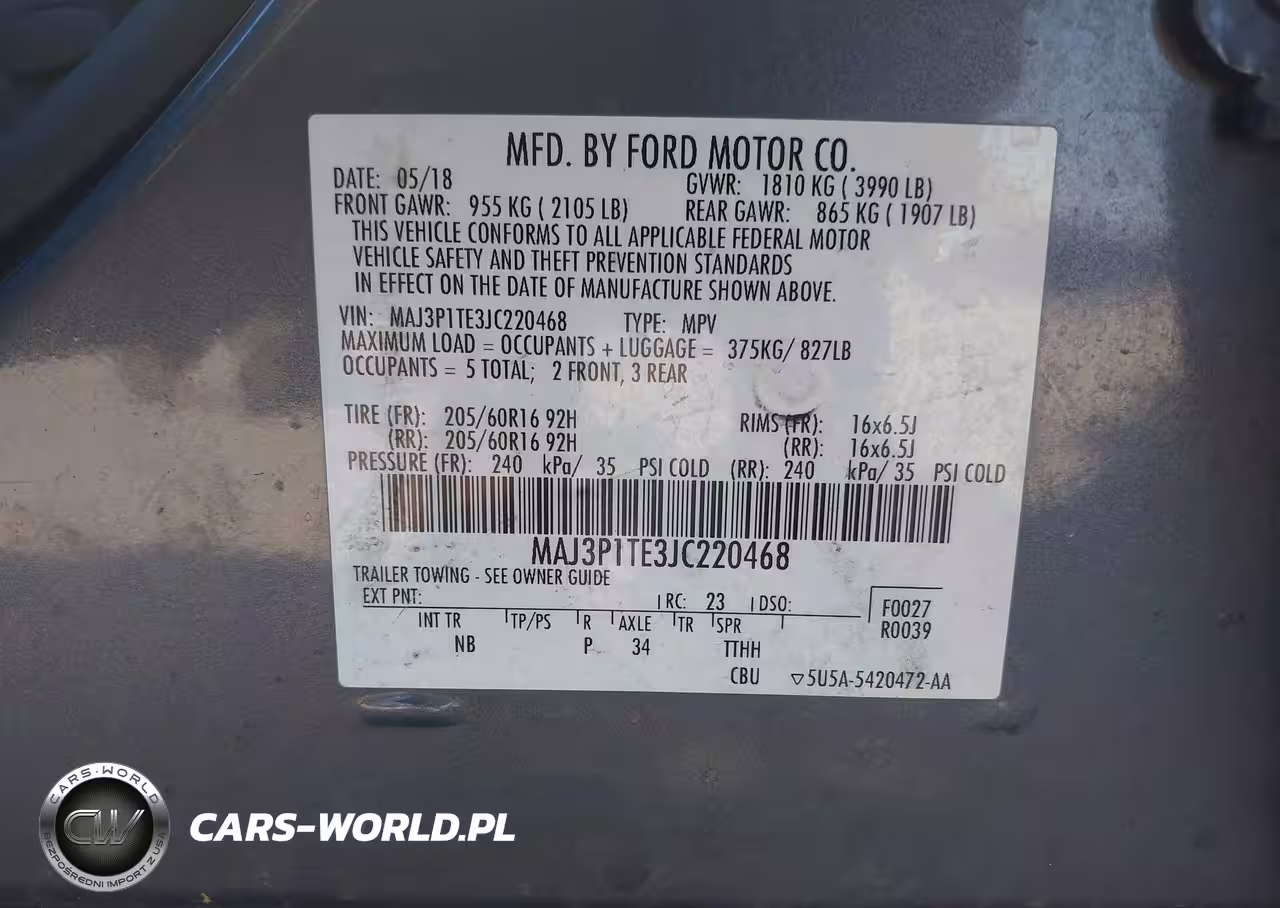 MFD. BY FORD MOTOR CO.
DATE: 05/18 GVWR: 1810 KG ( 3990 LB)
FRONT GAWR: 955 KG ( 2105 LB) REAR GAWR: 865 KG ( 1907 LB)
THIS VEHICLE CONFORMS TO ALL APPLICABLE FEDERAL MOTOR
VEHICLE SAFETY AND THEFT PREVENTION STANDARDS
IN EFFECT ON THE DATE OF MANUFACTURE SHOWN ABOVE.
VIN: MAJ3P1TE3JC220468 TYPE: MPV
MAXIMUM LOAD = OCCUPANTS + LUGGAGE = 375KG/ 827LB
OCCUPANTS = 5 TOTAL; 2 FRONT, 3 REAR
TIRE (FR): 205/60R16 92H RIMS (FR): 16x6.5J
(RR): 205/60R16 92H (RR): 16x6.5J
PRESSURE (FR): 240 kPa/ 35 PSI COLD (RR): 240 kPa/ 35 PSI COLD
MAJ3P1TE3JC220468
TRAILER TOWING - SEE OWNER GUIDE
EXT PNT: RC: 23 DSO: F0027
INT TR TP/PS R AXLE TR SPR R0039
NB P 34 TTHH
CBU ▽5U5A-5420472-AA
CARS-WORLD
CW
BEZPOŚREDNI IMPORT Z USA
CARS-WORLD.PL